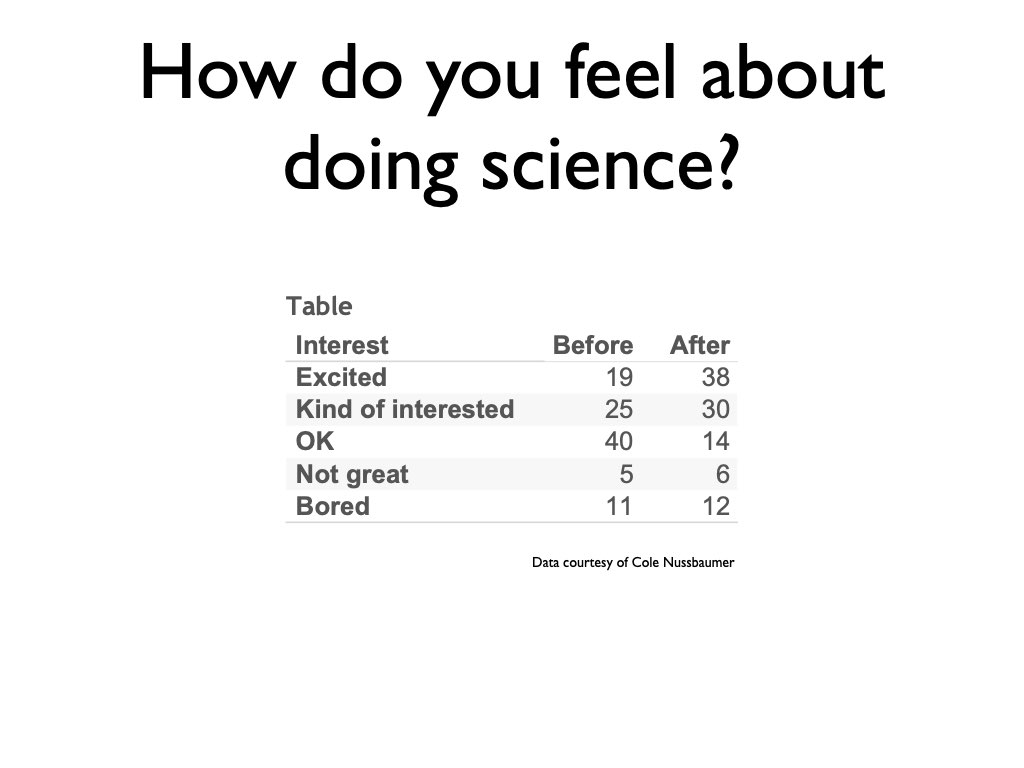 How do you feel about
doing science?
Table
Interest Before After
Excited 19 38
Kind of interested 25 30
OK 40 14
Not great 5 6
Bored 11 12
Data courtesy of Cole Nussbaumer